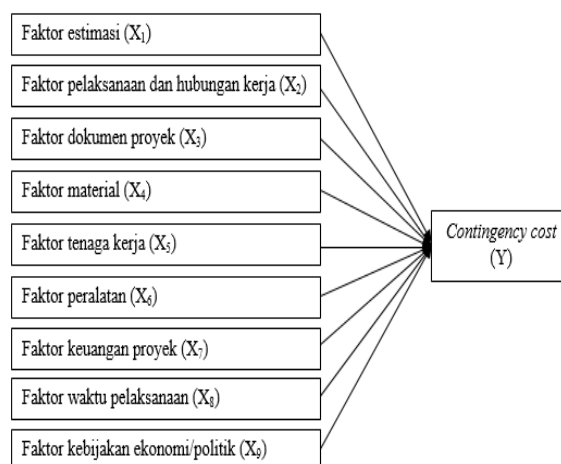 Faktor estimasi (X₁)
Faktor pelaksanaan dan hubungan kerja (X₂)
Faktor dokumen proyek (X₃)
Faktor material (X₄)
Faktor tenaga kerja (X₅)
Faktor peralatan (X₆)
Faktor keuangan proyek (X₇)
Faktor waktu pelaksanaan (X₈)
Faktor kebijakan ekonomi/politik (X₉)
Contingency cost
(Y)